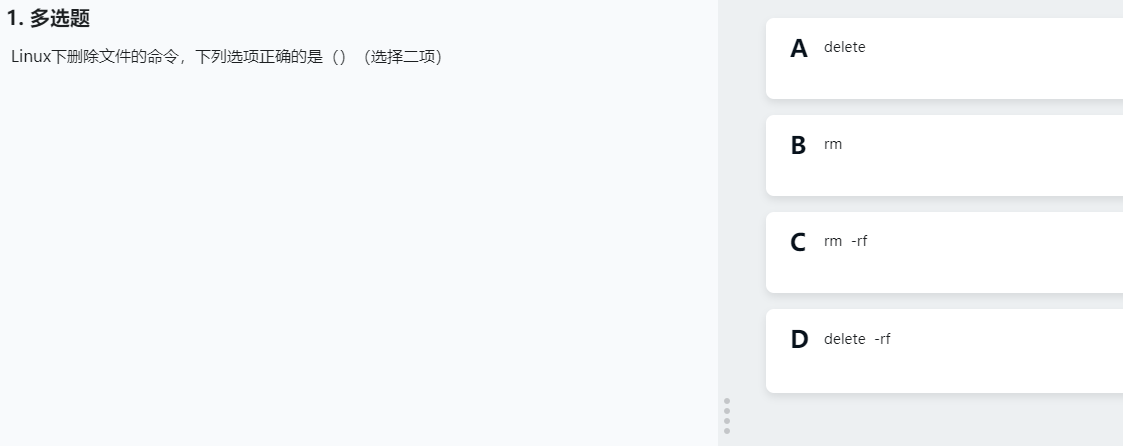 1. 多选题
Linux下删除文件的命令，下列选项正确的是（）（选择二项）
A delete
B rm
C rm -rf
D delete -rf